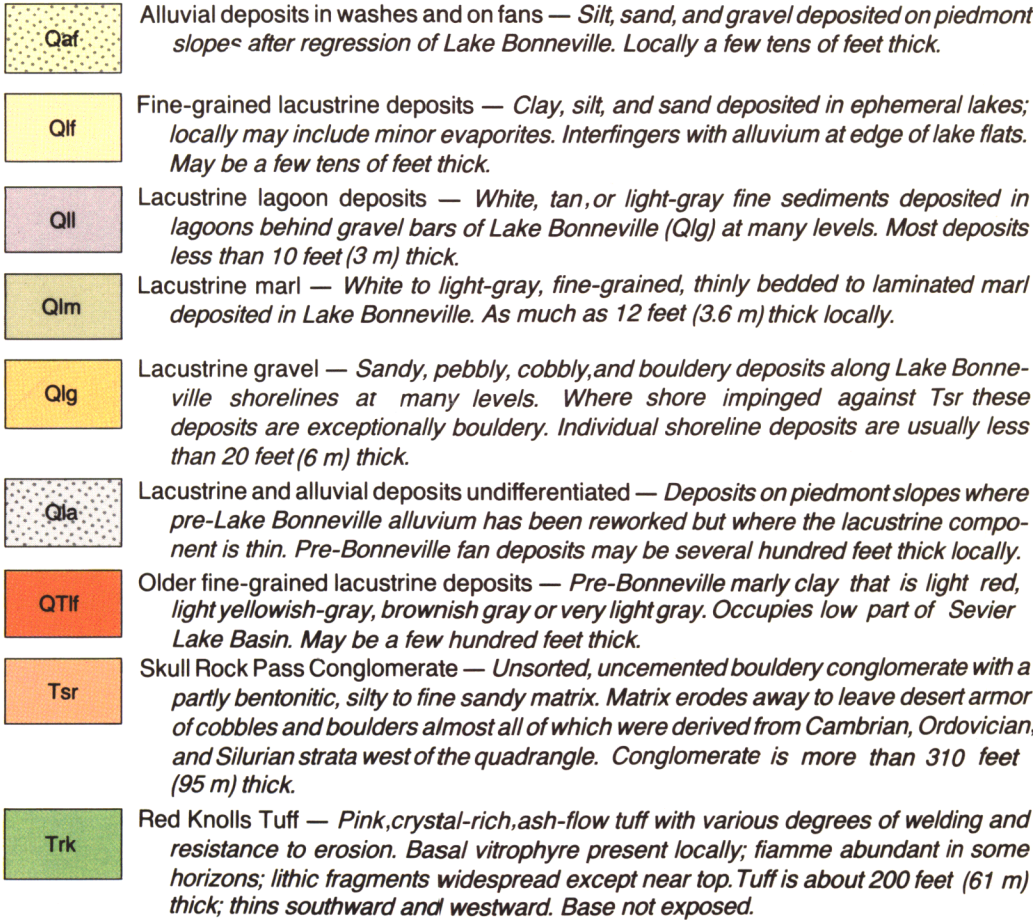 Qaf Alluvial deposits in washes and on fans — Silt, sand, and gravel deposited on piedmont
slopes after regression of Lake Bonneville. Locally a few tens of feet thick.
Qlf Fine-grained lacustrine deposits — Clay, silt, and sand deposited in ephemeral lakes;
locally may include minor evaporites. Interfingers with alluvium at edge of lake flats.
May be a few tens of feet thick.
Qll Lacustrine lagoon deposits — White, tan, or light-gray fine sediments deposited in
lagoons behind gravel bars of Lake Bonneville (Qlg) at many levels. Most deposits
less than 10 feet (3 m) thick.
Qlm Lacustrine marl — White to light-gray, fine-grained, thinly bedded to laminated marl
deposited in Lake Bonneville. As much as 12 feet (3.6 m) thick locally.
Qlg Lacustrine gravel — Sandy, pebbly, cobbly, and bouldery deposits along Lake Bonne-
ville shorelines at many levels. Where shore impinged against Tsr these
deposits are exceptionally bouldery. Individual shoreline deposits are usually less
than 20 feet (6 m) thick.
Qla Lacustrine and alluvial deposits undifferentiated — Deposits on piedmont slopes where
pre-Lake Bonneville alluvium has been reworked but where the lacustrine compo-
nent is thin. Pre-Bonneville fan deposits may be several hundred feet thick locally.
QTlf Older fine-grained lacustrine deposits — Pre-Bonneville marly clay that is light red,
light yellowish-gray, brownish gray or very light gray. Occupies low part of Sevier
Lake Basin. May be a few hundred feet thick.
Tsr Skull Rock Pass Conglomerate — Unsorted, uncemented bouldery conglomerate with a
partly bentonitic, silty to fine sandy matrix. Matrix erodes away to leave desert armor
of cobbles and boulders almost all of which were derived from Cambrian, Ordovician,
and Silurian strata west of the quadrangle. Conglomerate is more than 310 feet
(95 m) thick.
Trk Red Knolls Tuff — Pink, crystal-rich, ash-flow tuff with various degrees of welding and
resistance to erosion. Basal vitrophyre present locally; fiamme abundant in some
horizons; lithic fragments widespread except near top. Tuff is about 200 feet (61 m)
thick; thins southward and westward. Base not exposed.